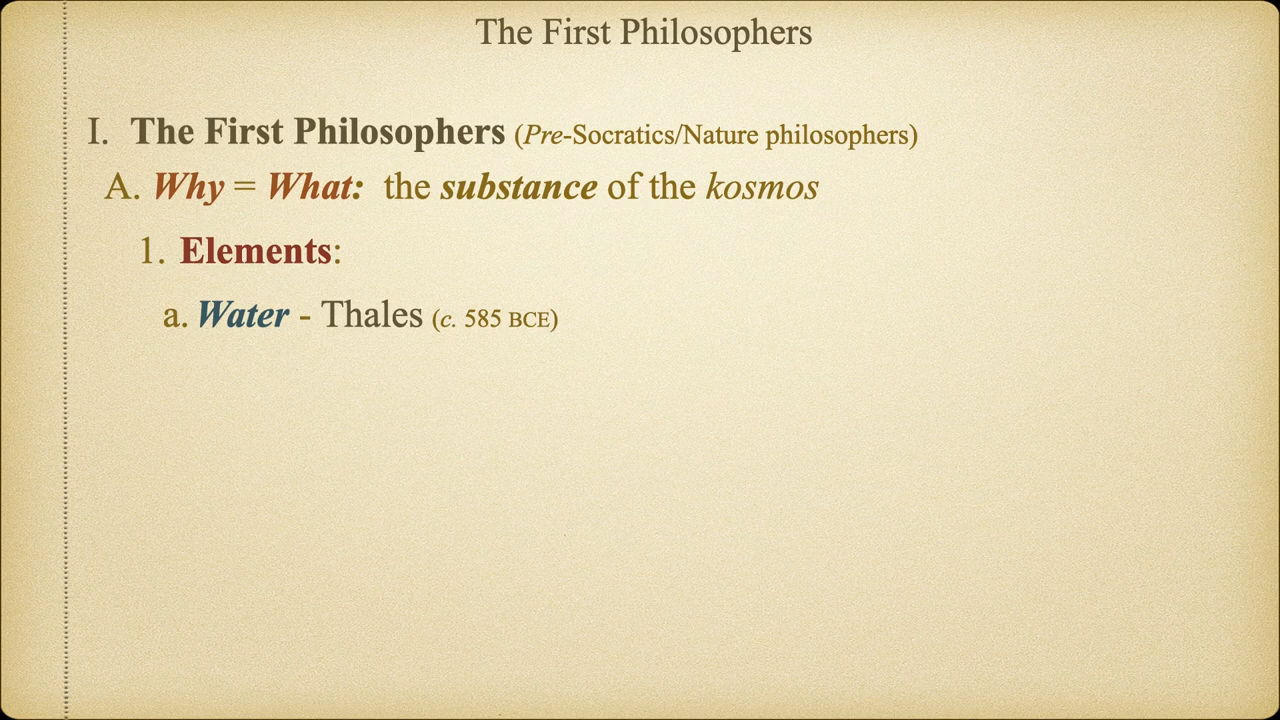 The First Philosophers
I. The First Philosophers (Pre-Socratics/Nature philosophers)
A. Why = What: the substance of the kosmos
1. Elements:
a. Water - Thales (c. 585 BCE)